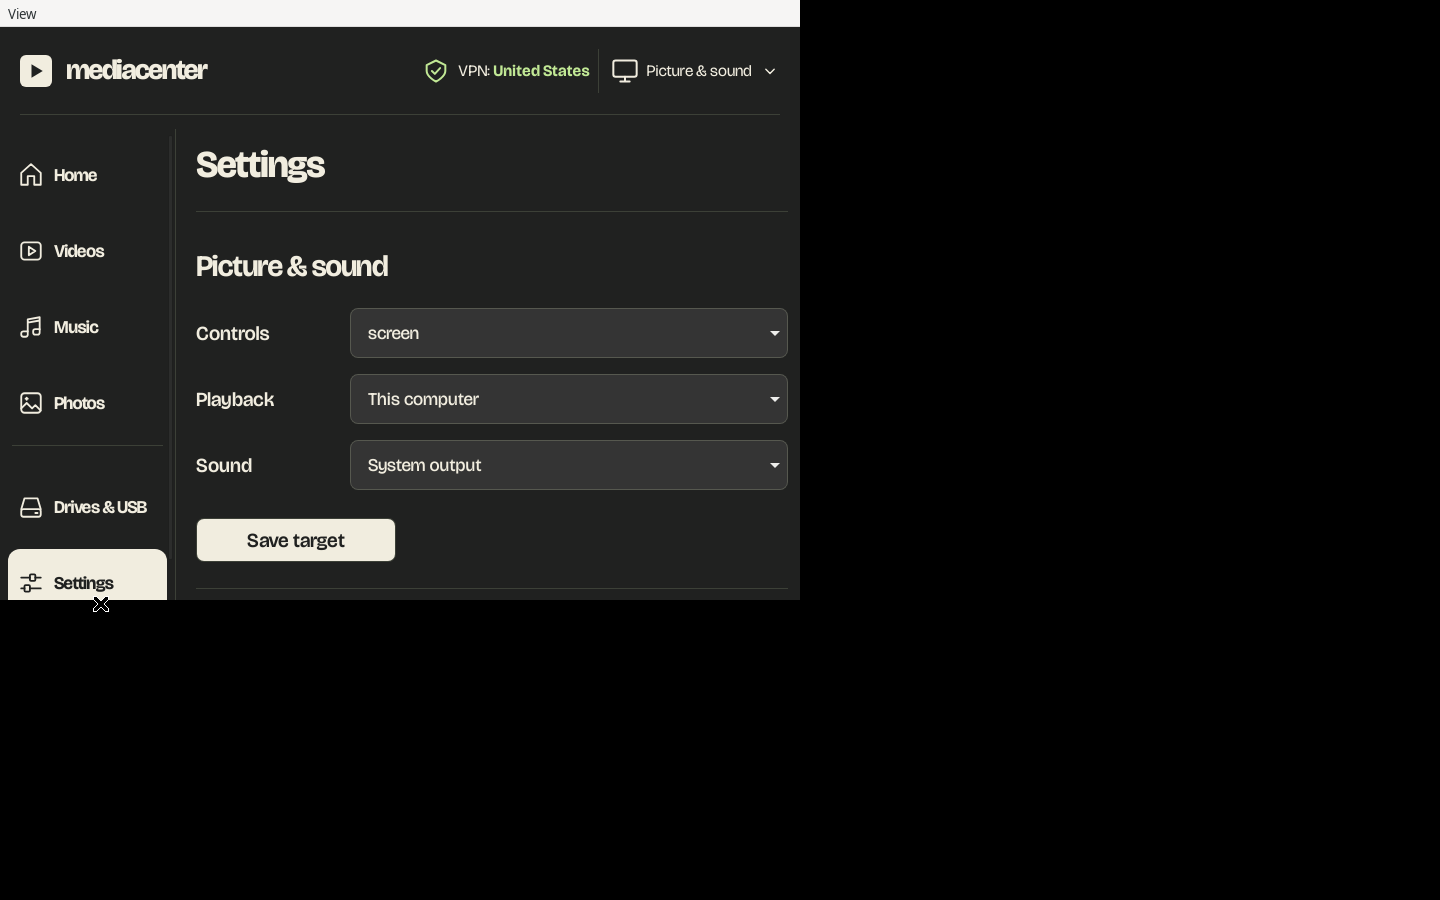 View
mediacenter
VPN: United States
Picture & sound
Home
Videos
Music
Photos
Drives & USB
Settings
Settings
Picture & sound
Controls
screen
Playback
This computer
Sound
System output
Save target